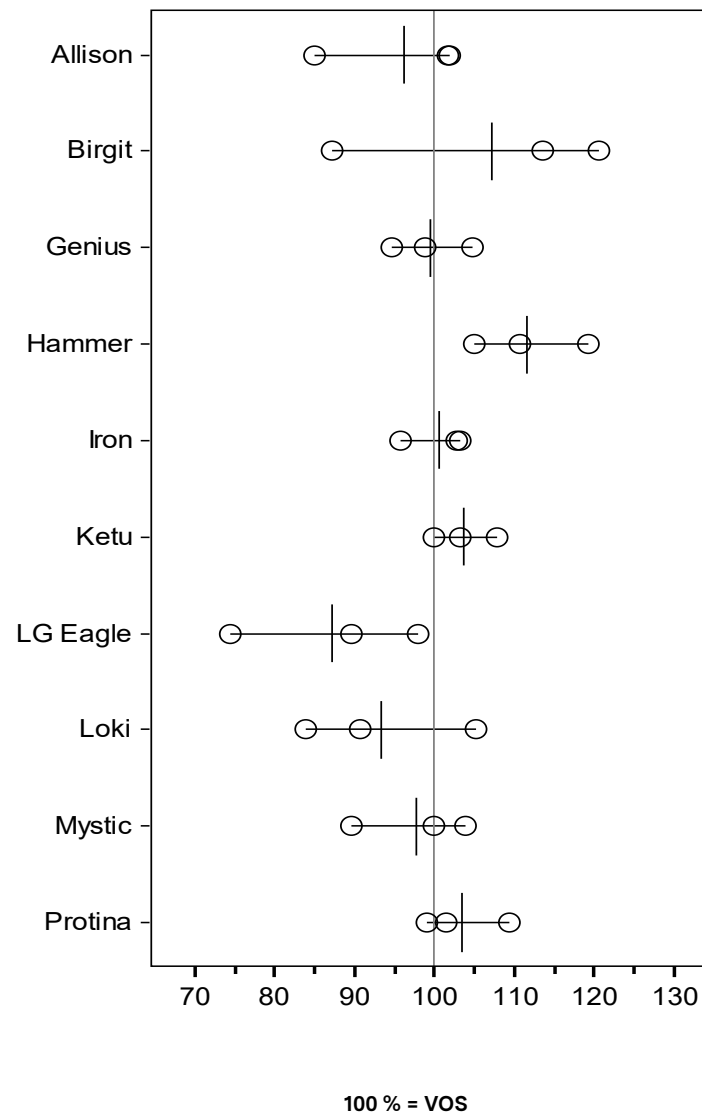 Allison
Birgit
Genius
Hammer
Iron
Ketu
LG Eagle
Loki
Mystic
Protina
70 80 90 100 110 120 130
100 % = VOS